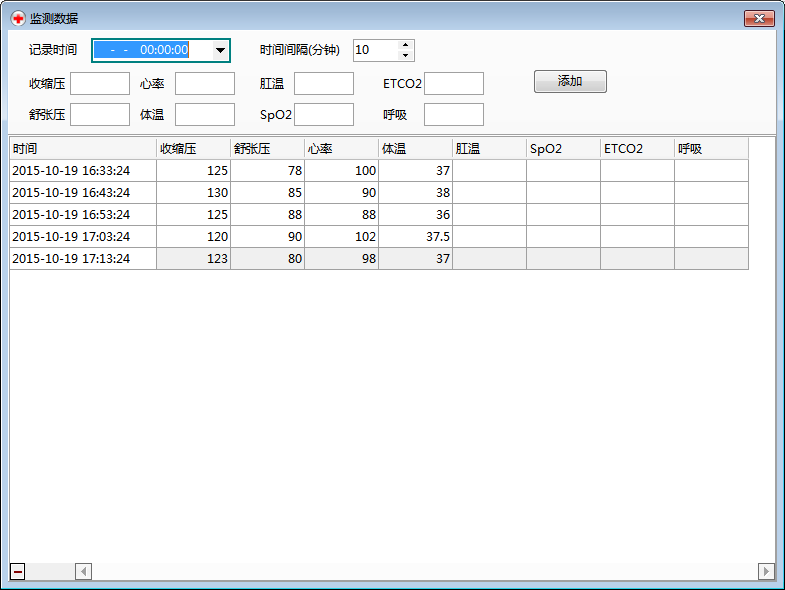 监测数据
记录时间 - - 00:00:00 时间间隔(分钟) 10
收缩压 心率 肛温 ETCO2 添加
舒张压 体温 SpO2 呼吸
时间 收缩压 舒张压 心率 体温 肛温 SpO2 ETCO2 呼吸
2015-10-19 16:33:24 125 78 100 37
2015-10-19 16:43:24 130 85 90 38
2015-10-19 16:53:24 125 88 88 36
2015-10-19 17:03:24 120 90 102 37.5
2015-10-19 17:13:24 123 80 98 37